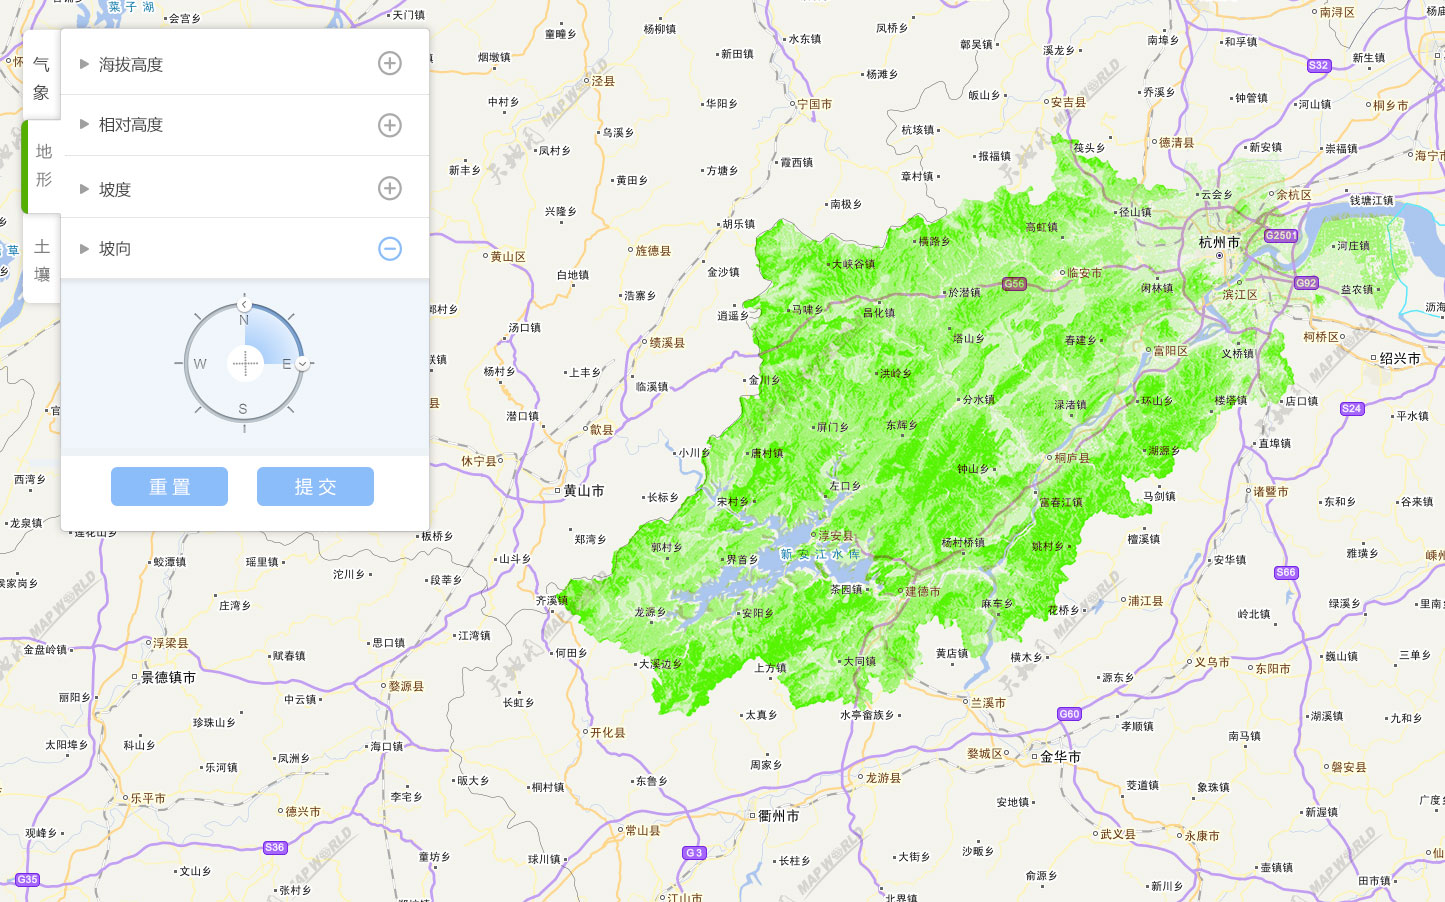 气象
地形
土壤
海拔高度
相对高度
坡度
坡向
N
W
E
S
重置
提交
菜子湖
会宫乡
天门镇
童疃乡
杨柳镇
水东镇
凤桥乡
鄣吴镇
溪龙乡
南埠乡
和孚镇
南浔区
烟墩镇
新田镇
杨滩乡
泾县
S32
新生镇
中村乡
华阳乡
宁国市
皈山乡
安吉县
乔溪乡
钟管镇
河山镇
桐乡市
乌溪乡
杭垓镇
筏头乡
德清县
新安镇
崇福镇
凤村乡
霞西镇
报福镇
海宁市
新丰乡
黄田乡
方塘乡
章村镇
云会乡
余杭区
钱塘江镇
兴隆乡
胡乐镇
南极乡
径山镇
高虹镇
横路乡
杭州市
G2501
河庄镇
黄山区
旌德县
大峡谷镇
白地镇
金沙镇
临安市
G56
G92
浩寨乡
於潜镇
闲林镇
滨江区
益农镇
逍遥乡
马啸乡
昌化镇
汤口镇
绩溪县
塔山乡
春建乡
富阳区
义桥镇
柯桥区
绍兴市
杨村乡
上丰乡
临溪镇
金川乡
洪岭乡
分水镇
渌渚镇
环山乡
楼塔镇
店口镇
S24
平水镇
潜口镇
歙县
屏门乡
东辉乡
直埠镇
小川乡
唐村镇
湖源乡
休宁县
桐庐县
钟山乡
西湾乡
黄山市
长标乡
宋村乡
左口乡
富春江镇
马剑镇
诸暨市
东和乡
谷来镇
龙泉镇
莲花山乡
板桥乡
郑湾乡
淳安县
新安江水库
杨村桥镇
姚村乡
檀溪镇
郭村乡
界首乡
山斗乡
安华镇
雅璜乡
蛟潭镇
瑶里镇
沱川乡
段莘乡
S66
侯家岗乡
齐溪镇
龙源乡
安阳乡
茶园镇
建德市
麻车乡
花桥乡
浦江县
绿溪乡
岭北镇
庄湾乡
江湾镇
金盘岭镇
浮梁县
赋春镇
思口镇
何田乡
大溪边乡
上方镇
大同镇
黄店镇
横木乡
义乌市
东阳市
巍山镇
三单乡
景德镇市
婺源县
源东乡
丽阳乡
中云镇
长虹乡
太真乡
水亭畲族乡
兰溪市
G60
湖溪镇
九和乡
珍珠山乡
孝顺镇
开化县
南马镇
太阳埠乡
科山乡
海口镇
婺城区
金华市
凤洲乡
乐河镇
周家乡
磐安县
畈大乡
东鲁乡
桐村镇
龙游县
茭道镇
象珠镇
乐平市
李宅乡
安地镇
德兴市
新渥镇
衢州市
观峰乡
常山县
武义县
永康市
S36
童坊乡
球川镇
G3
长柱乡
大街乡
沙畈乡
壶镇镇
文山乡
俞源乡
G35
张村乡
新川乡
田市镇
江山市
北界镇
MAP WORLD